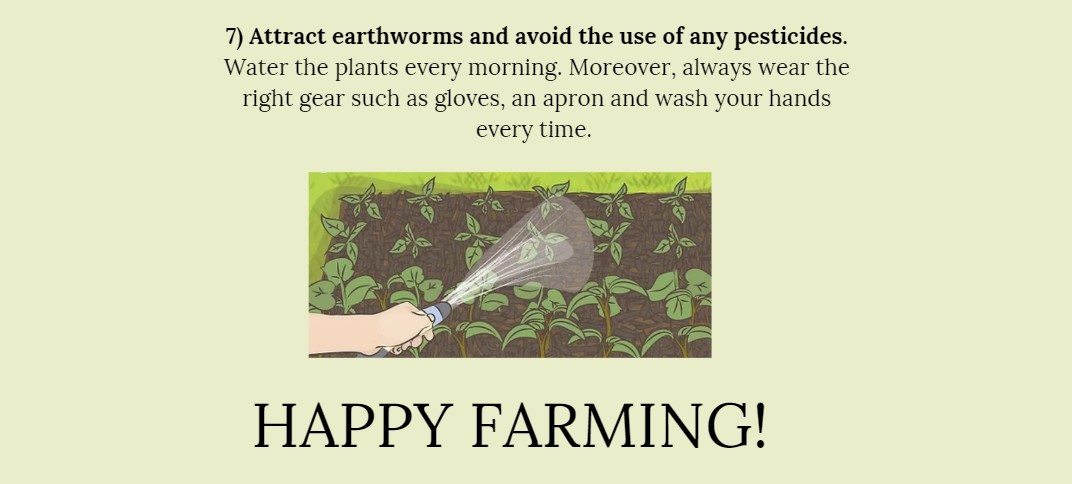 7) Attract earthworms and avoid the use of any pesticides.
Water the plants every morning. Moreover, always wear the
right gear such as gloves, an apron and wash your hands
every time.
HAPPY FARMING!